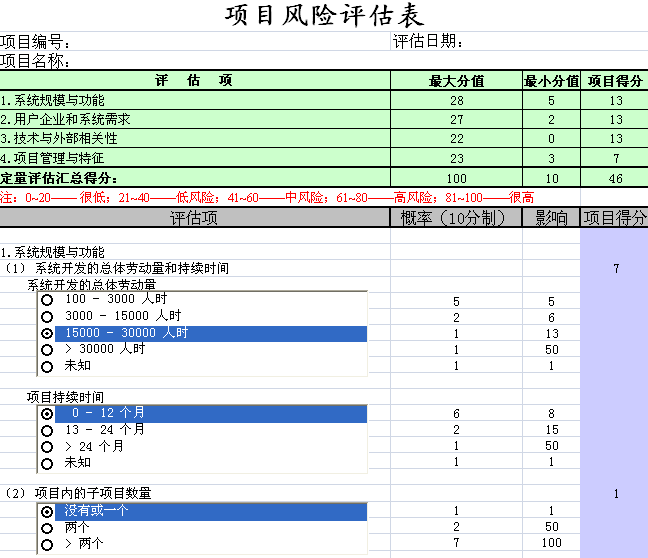 项目风险评估表
项目编号: 评估日期:
项目名称:
评 估 项 最大分值 最小分值 项目得分
1.系统规模与功能 28 5 13
2.用户企业和系统需求 27 2 13
3.技术与外部相关性 22 0 13
4.项目管理与特征 23 3 7
定量评估汇总得分: 100 10 46
注: 0~20——很低; 21~40——低风险; 41~60——中风险; 61~80——高风险; 81~100——很高
评估项 概率(10分制) 影响 项目得分
1.系统规模与功能
(1) 系统开发的总体劳动量和持续时间 7
系统开发的总体劳动量
100 - 3000 人时 5 5
3000 - 15000 人时 2 6
15000 - 30000 人时 1 13
> 30000 人时 1 50
未知 1 1
项目持续时间
0 - 12 个月 6 8
13 - 24 个月 2 15
> 24 个月 1 50
未知 1 1
(2) 项目内的子项目数量 1
没有或一个 1 1
两个 2 50
> 两个 7 100